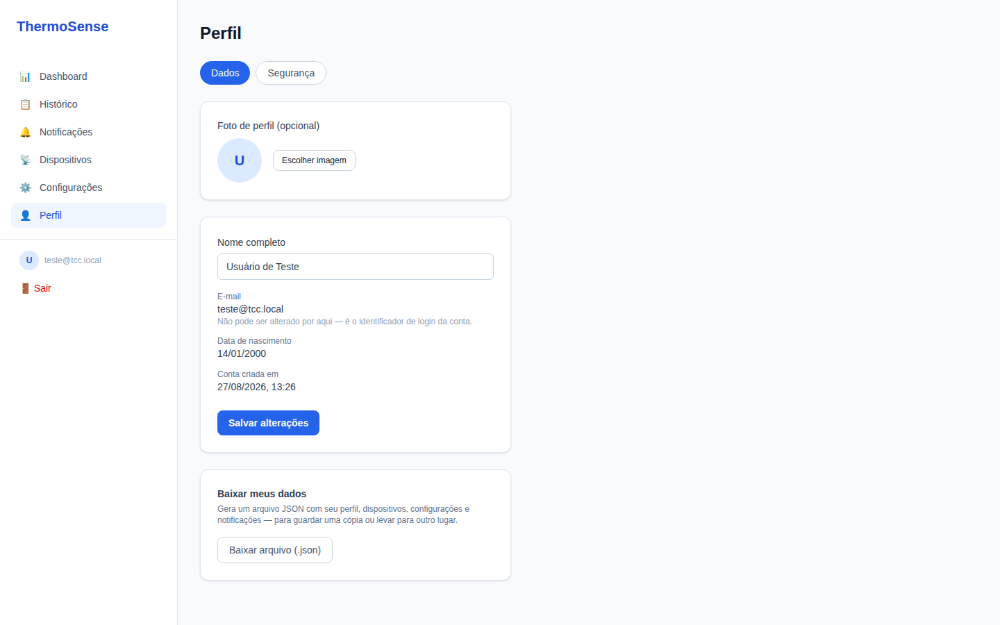 ThermoSense
Dashboard
Histórico
Notificações
Dispositivos
Configurações
Perfil
U
teste@tcc.local
Sair
Perfil
Dados
Segurança
Foto de perfil (opcional)
U
Escolher imagem
Nome completo
Usuário de Teste
E-mail
teste@tcc.local
Não pode ser alterado por aqui — é o identificador de login da conta.
Data de nascimento
14/01/2000
Conta criada em
27/08/2026, 13:26
Salvar alterações
Baixar meus dados
Gera um arquivo JSON com seu perfil, dispositivos, configurações e
notificações — para guardar uma cópia ou levar para outro lugar.
Baixar arquivo (.json)